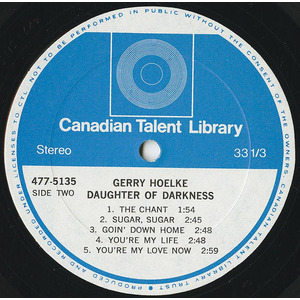 NOT TO BE PERFORMED IN PUBLIC WITHOUT THE CONSENT OF THE OWNERS, CANADIAN TALENT LIBRARY TRUST
AND RECORDED UNDER LICENSES TO CTL.
Canadian Talent Library
Stereo
33 1/3
477-5135
SIDE TWO
GERRY HOELKE
DAUGHTER OF DARKNESS
1. THE CHANT 1:54
2. SUGAR, SUGAR 2:45
3. GOIN' DOWN HOME 2:48
4. YOU'RE MY LIFE 2:48
5. YOU'RE MY LOVE NOW 2:59